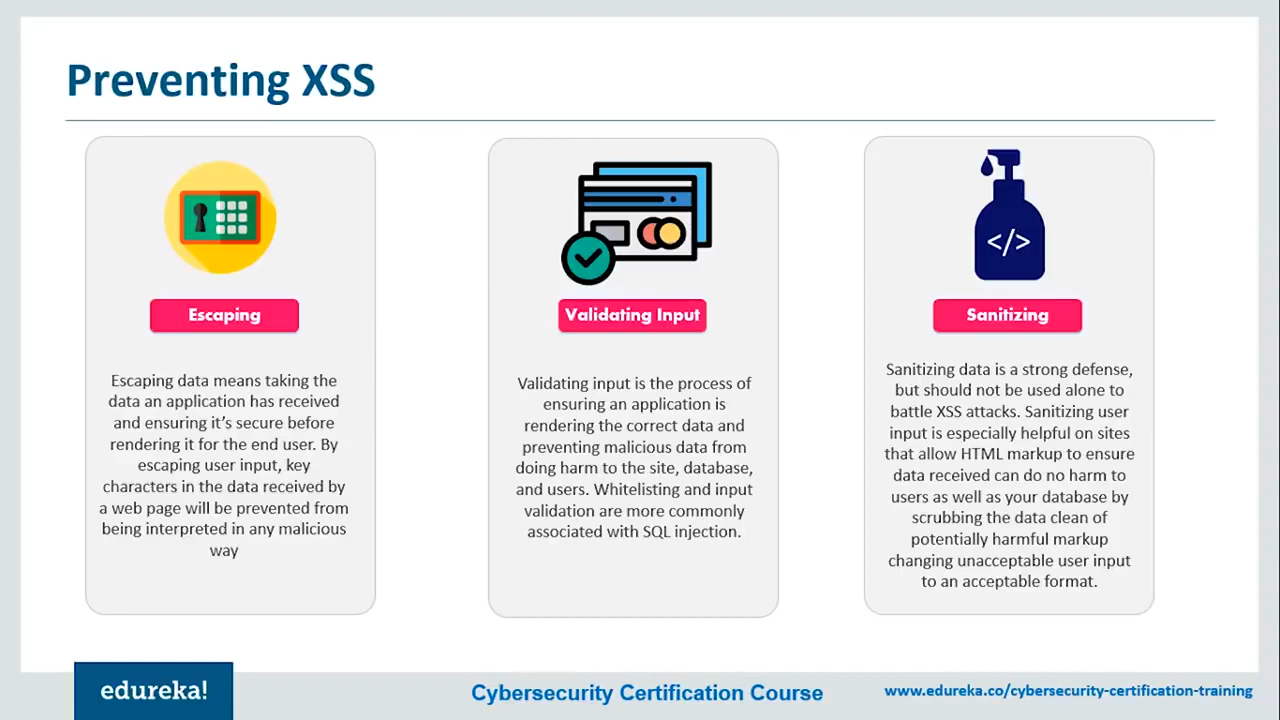 Preventing XSS
Escaping
Escaping data means taking the
data an application has received
and ensuring it's secure before
rendering it for the end user. By
escaping user input, key
characters in the data received by
a web page will be prevented from
being interpreted in any malicious
way
Validating Input
Validating input is the process of
ensuring an application is
rendering the correct data and
preventing malicious data from
doing harm to the site, database,
and users. Whitelisting and input
validation are more commonly
associated with SQL injection.
</>
Sanitizing
Sanitizing data is a strong defense,
but should not be used alone to
battle XSS attacks. Sanitizing user
input is especially helpful on sites
that allow HTML markup to ensure
data received can do no harm to
users as well as your database by
scrubbing the data clean of
potentially harmful markup
changing unacceptable user input
to an acceptable format.
edureka!
Cybersecurity Certification Course
www.edureka.co/cybersecurity-certification-training